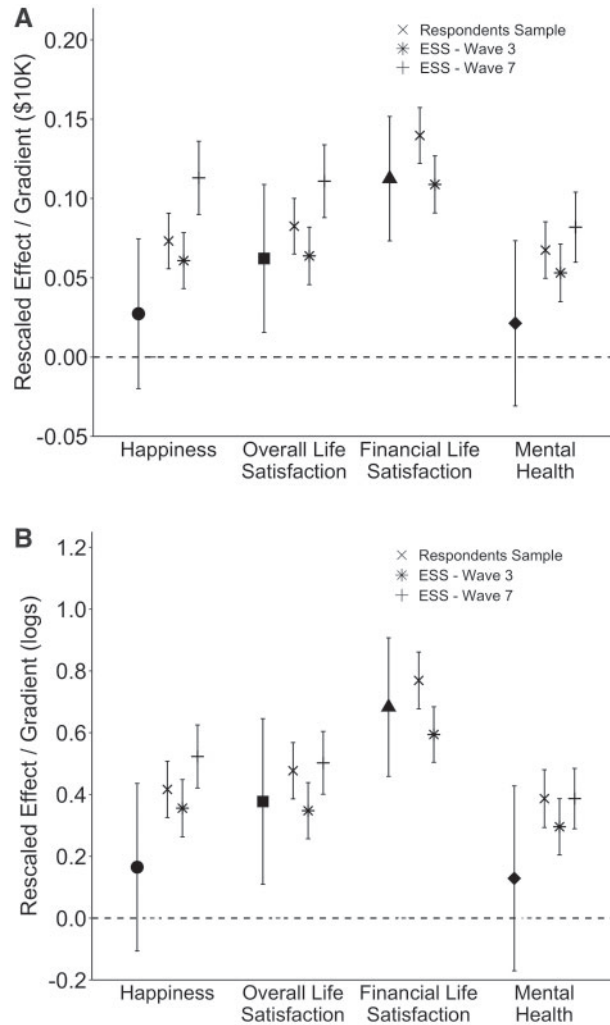 A
Rescaled Effect / Gradient ($10K)
0.20
0.15
0.10
0.05
0.00
-0.05
× Respondents Sample
ESS - Wave 3
ESS - Wave 7
Happiness
Overall Life
Satisfaction
Financial Life
Satisfaction
Mental
Health
B
Rescaled Effect / Gradient (logs)
1.2
1.0
0.8
0.6
0.4
0.2
0.0
-0.2
Respondents Sample
ESS - Wave 3
ESS - Wave 7
Happiness
Overall Life
Satisfaction
Financial Life
Satisfaction
Mental
Health